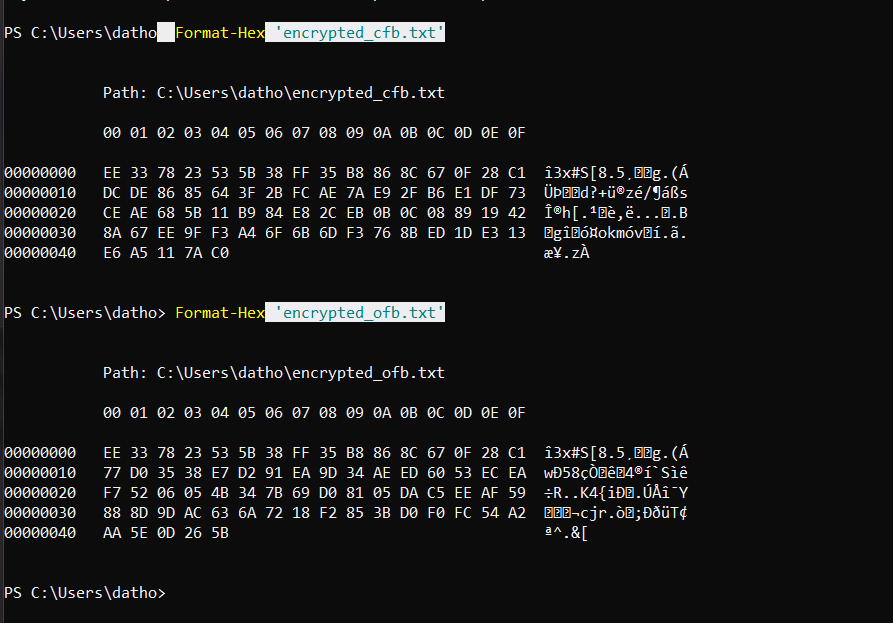 PS C:\Users\datho  Format-Hex 'encrypted_cfb.txt'
Path: C:\Users\datho\encrypted_cfb.txt
00 01 02 03 04 05 06 07 08 09 0A 0B 0C 0D 0E 0F
00000000 EE 33 78 23 53 5B 38 FF 35 B8 86 8C 67 0F 28 C1 î3x#S[8.5¸��g.(Á
00000010 DC DE 86 85 64 3F 2B FC AE 7A E9 2F B6 E1 DF 73 ÜÞ��d?+ü®zé/¶áßs
00000020 CE AE 68 5B 11 B9 84 E8 2C EB 0B 0C 08 89 19 42 Î®h[.¹�è,ë...�.B
00000030 8A 67 EE 9F F3 A4 6F 6B 6D F3 76 8B ED 1D E3 13 �gî�ó¤okmóv�í.ã.
00000040 E6 A5 11 7A C0 æ¥.zÀ
PS C:\Users\datho> Format-Hex 'encrypted_ofb.txt'
Path: C:\Users\datho\encrypted_ofb.txt
00 01 02 03 04 05 06 07 08 09 0A 0B 0C 0D 0E 0F
00000000 EE 33 78 23 53 5B 38 FF 35 B8 86 8C 67 0F 28 C1 î3x#S[8.5¸��g.(Á
00000010 77 D0 35 38 E7 D2 91 EA 9D 34 AE ED 60 53 EC EA wÐ58çÒ�ê�4®í`Sìê
00000020 F7 52 06 05 4B 34 7B 69 D0 81 05 DA C5 EE AF 59 ÷R..K4{iÐ�.ÚÅî¯Y
00000030 88 8D 9D AC 63 6A 72 18 F2 85 3B D0 F0 FC 54 A2 ���¬cjr.ò�;ÐðüT¢
00000040 AA 5E 0D 26 5B ª^.&[
PS C:\Users\datho>